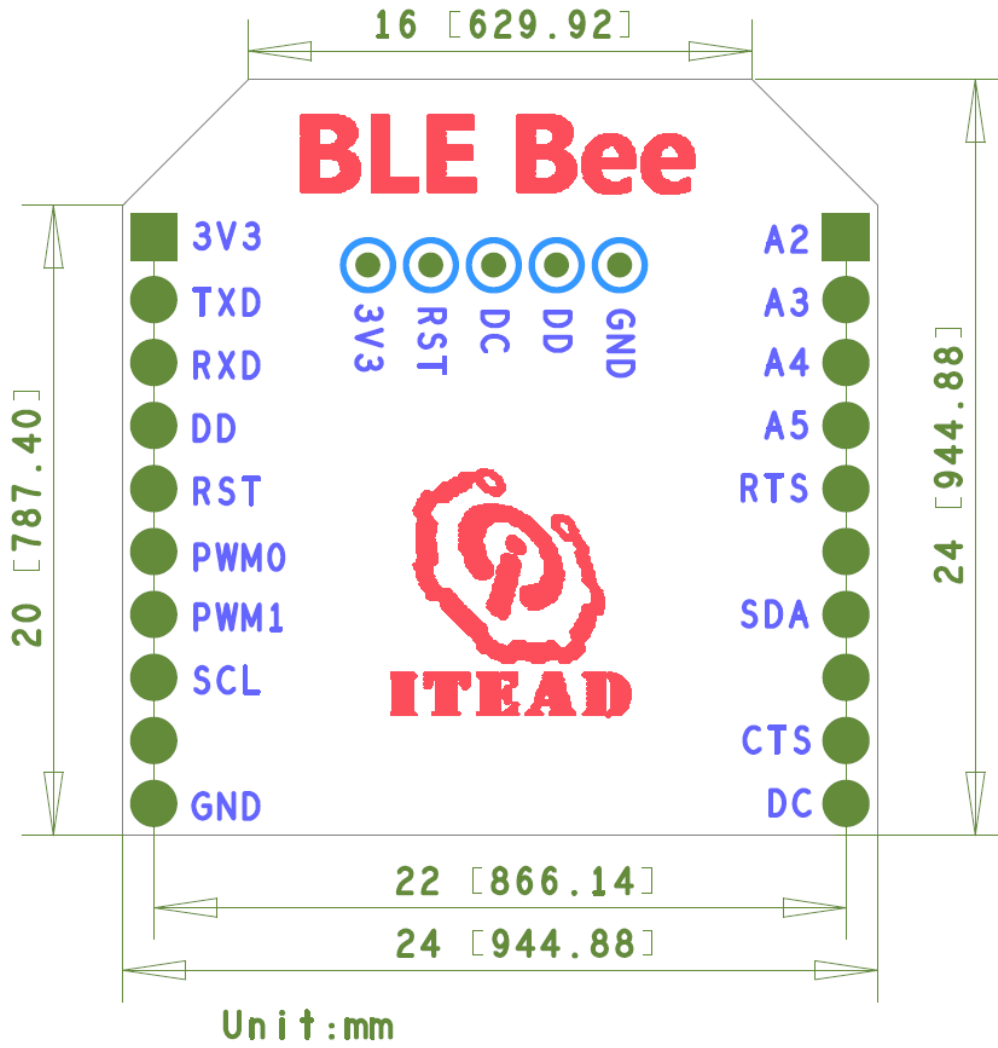 16 [629.92]
BLE Bee
3V3
TXD
RXD
DD
RST
PWM0
PWM1
SCL
GND
3V3
RST
DC
DD
GND
A2
A3
A4
A5
RTS
SDA
CTS
DC
20 [787.40]
24 [944.88]
ITEAD
22 [866.14]
24 [944.88]
Unit:mm